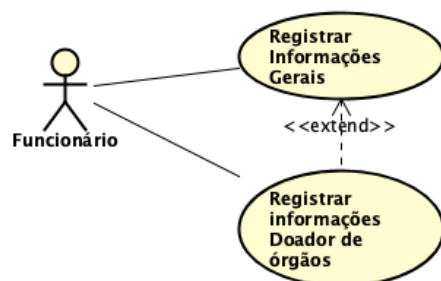 Registrar
Informações
Gerais
<<extend>>
Funcionário
Registrar
informações
Doador de
órgãos